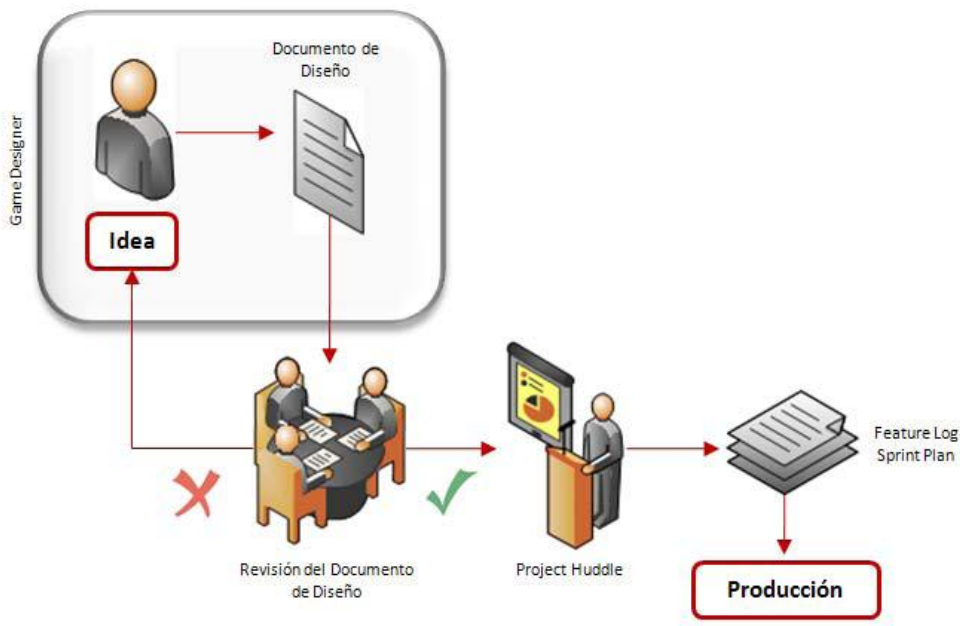 Documento de
Diseño
Game Designer
Idea
Feature Log
Sprint Plan
Revisión del Documento
de Diseño
Project Huddle
Producción